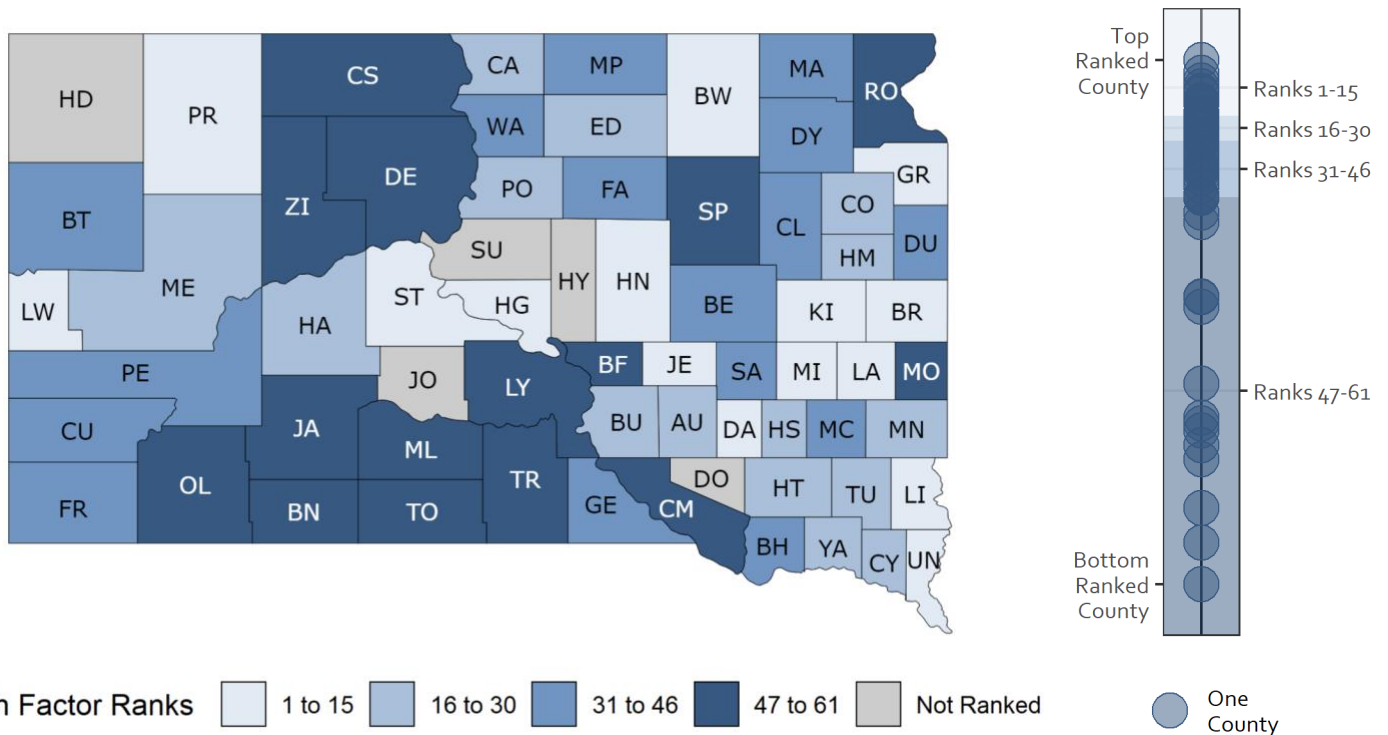 HD
PR
CS
CA
MP
BW
MA
RO
WA
ED
DY
BT
ZI
DE
PO
FA
SP
GR
CO
CL
DU
HM
SU
HY
HN
LW
ME
ST
HG
BE
KI
BR
HA
PE
JO
LY
BF
JE
SA
MI
LA
MO
CU
JA
ML
BU
AU
DA
HS
MC
MN
FR
OL
BN
TO
TR
GE
CM
DO
HT
TU
LI
BH
YA
CY
UN
Top
Ranked
County
Ranks 1-15
Ranks 16-30
Ranks 31-46
Ranks 47-61
Bottom
Ranked
County
Factor Ranks
1 to 15
16 to 30
31 to 46
47 to 61
Not Ranked
One
County